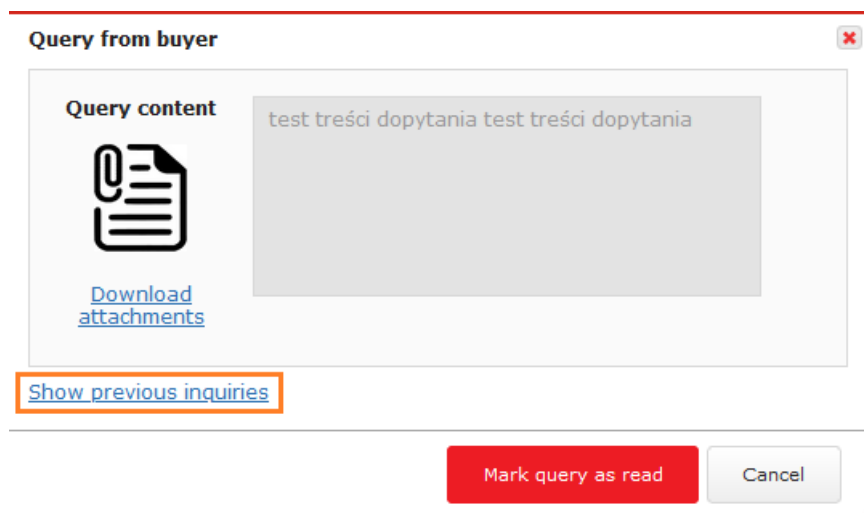 Query from buyer
Query content
test treści dopytania test treści dopytania
Download
attachments
Show previous inquiries
Mark query as read
Cancel